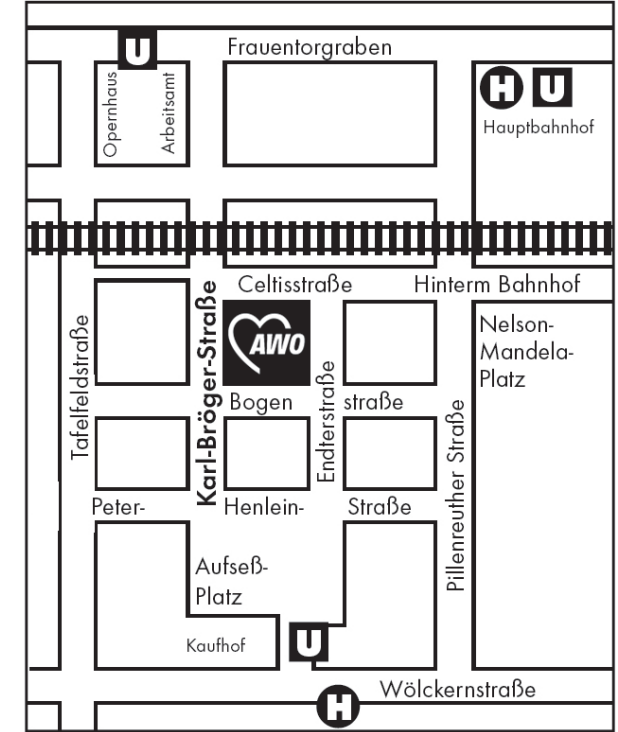 U
Frauentorgraben
Opernhaus
Arbeitsamt
H U
Hauptbahnhof
Celtisstraße
Hinterm Bahnhof
Tafelfeldstraße
Karl-Bröger-Straße
AWO
Nelson-
Mandela-
Platz
Bogen straße
Endterstraße
Pillenreuther Straße
Peter- Henlein- Straße
Aufseß-
Platz
Kaufhof
U
Wölckernstraße
H